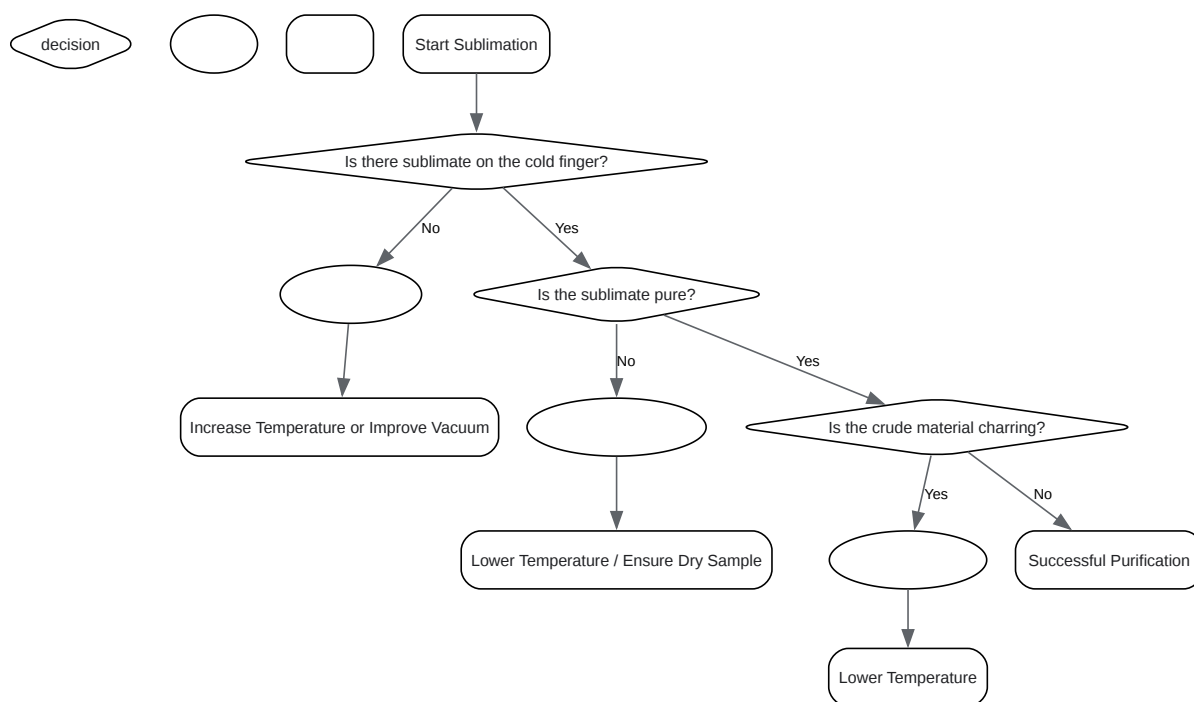 decision
Start Sublimation
Is there sublimate on the cold finger?
No
Yes
Is the sublimate pure?
No
Yes
Increase Temperature or Improve Vacuum
Is the crude material charring?
Yes
No
Lower Temperature / Ensure Dry Sample
Successful Purification
Lower Temperature